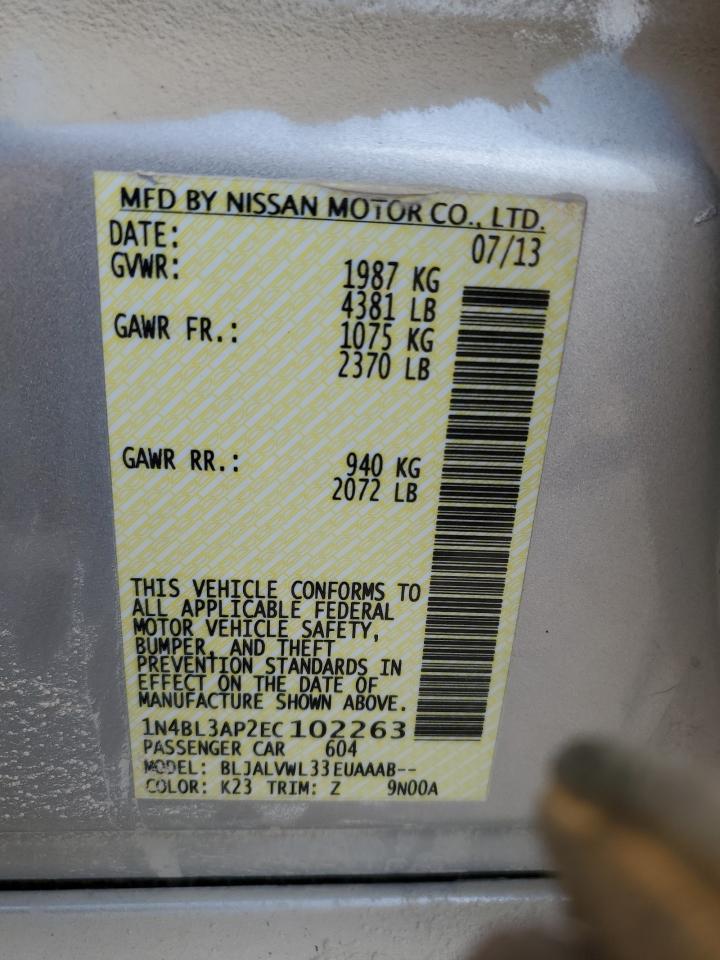 MFD BY NISSAN MOTOR CO., LTD.
DATE: 07/13
GVWR: 1987 KG
4381 LB
GAWR FR.: 1075 KG
2370 LB
GAWR RR.: 940 KG
2072 LB
THIS VEHICLE CONFORMS TO
ALL APPLICABLE FEDERAL
MOTOR VEHICLE SAFETY,
BUMPER, AND THEFT
PREVENTION STANDARDS IN
EFFECT ON THE DATE OF
MANUFACTURE SHOWN ABOVE.
1N4BL3AP2EC102263
PASSENGER CAR 604
MODEL: BLJALVWL33EUAAAB--
COLOR: K23 TRIM: Z 9N00A